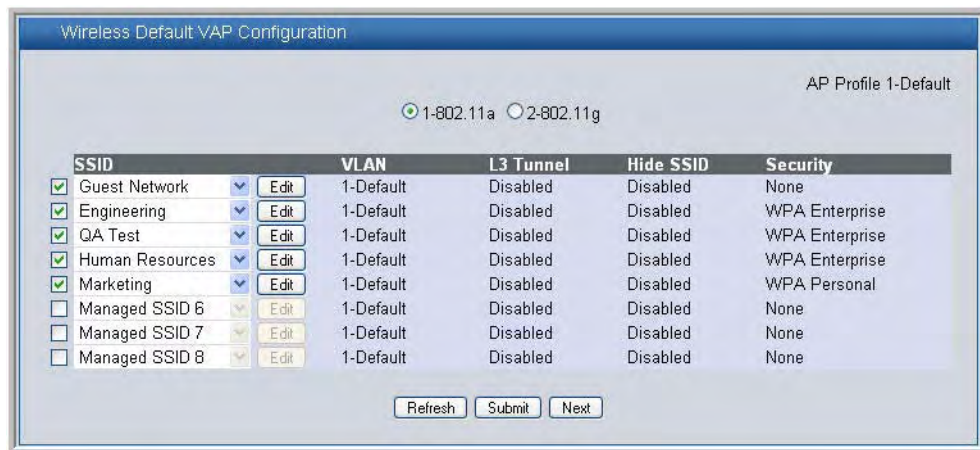 Wireless Default VAP Configuration
AP Profile 1-Default
1-802.11a 2-802.11g
SSID VLAN L3 Tunnel Hide SSID Security
Guest Network Edit 1-Default Disabled Disabled None
Engineering Edit 1-Default Disabled Disabled WPA Enterprise
QA Test Edit 1-Default Disabled Disabled WPA Enterprise
Human Resources Edit 1-Default Disabled Disabled WPA Enterprise
Marketing Edit 1-Default Disabled Disabled WPA Personal
Managed SSID 6 Edit 1-Default Disabled Disabled None
Managed SSID 7 Edit 1-Default Disabled Disabled None
Managed SSID 8 Edit 1-Default Disabled Disabled None
Refresh Submit Next